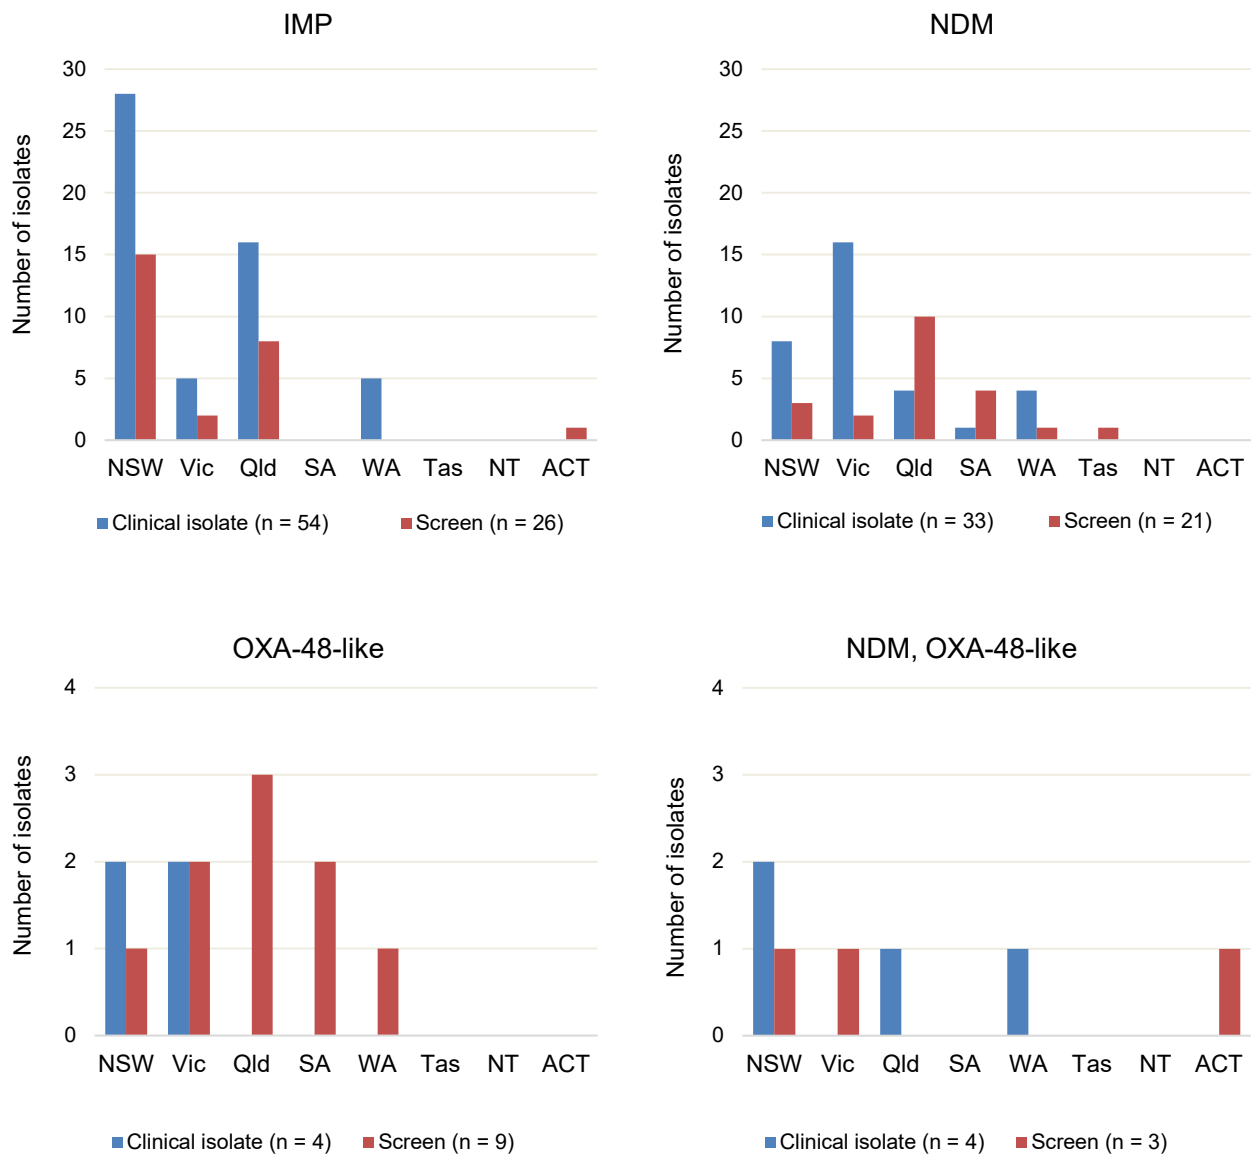 IMP
Number of isolates
30
25
20
15
10
5
0
NSW Vic Qld SA WA Tas NT ACT
Clinical isolate (n = 54) Screen (n = 26)
NDM
Number of isolates
30
25
20
15
10
5
0
NSW Vic Qld SA WA Tas NT ACT
Clinical isolate (n = 33) Screen (n = 21)
OXA-48-like
Number of isolates
4
3
2
1
0
NSW Vic Qld SA WA Tas NT ACT
Clinical isolate (n = 4) Screen (n = 9)
NDM, OXA-48-like
Number of isolates
4
3
2
1
0
NSW Vic Qld SA WA Tas NT ACT
Clinical isolate (n = 4) Screen (n = 3)